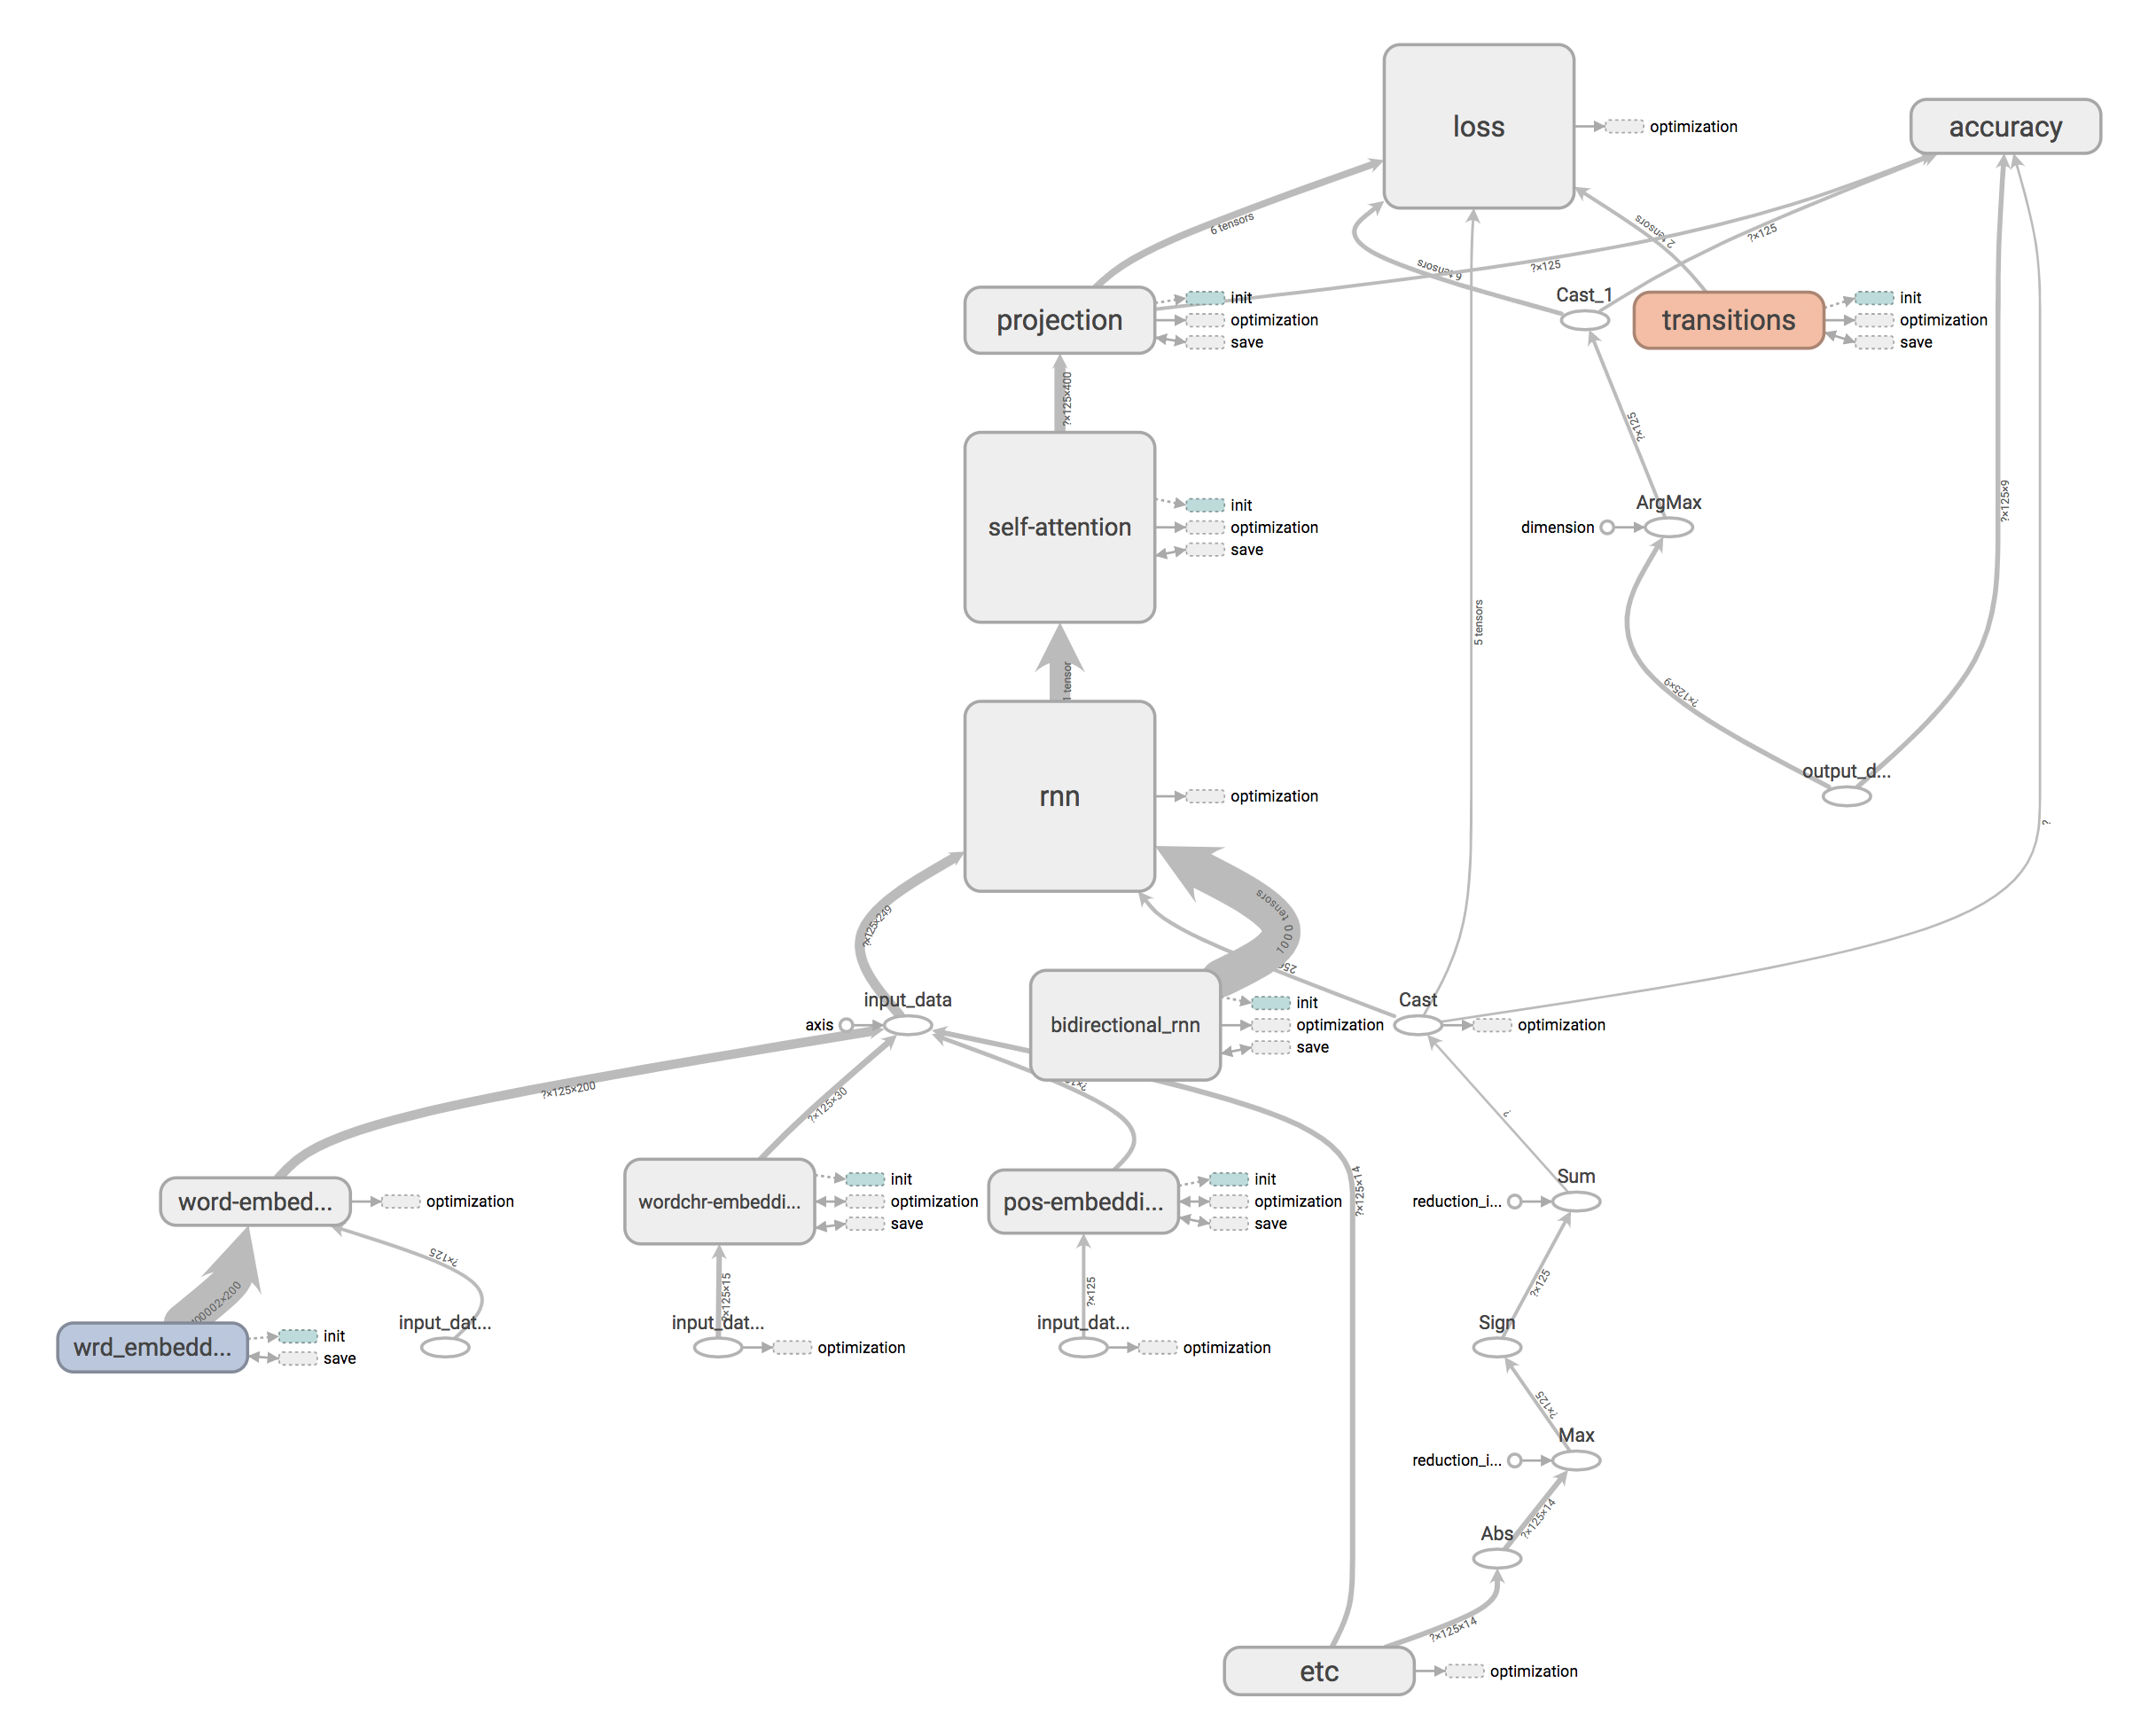 loss
optimization
accuracy
6 tensors
2 tensors
?×125
?×125
6 tensors
Cast_1
projection
init
optimization
save
transitions
init
optimization
save
?×125×400
?×125
self-attention
init
optimization
save
dimension
ArgMax
?×125×9
5 tensors
1 tensor
?×125×9
rnn
optimization
output_d...
?
1000 tensors
?×125×249
input_data
axis
bidirectional_rnn
init
optimization
save
Cast
optimization
?×125×200
?×125×30
?
?×125×14
word-embed...
optimization
wordchr-embeddi...
init
optimization
save
pos-embeddi...
init
optimization
save
Sum
reduction_i...
?×125
?×125×15
?×125
?×125
wrd_embedd...
init
save
input_dat...
input_dat...
optimization
input_dat...
optimization
Sign
?×125
Max
reduction_i...
?×125×14
Abs
?×125×14
etc
optimization